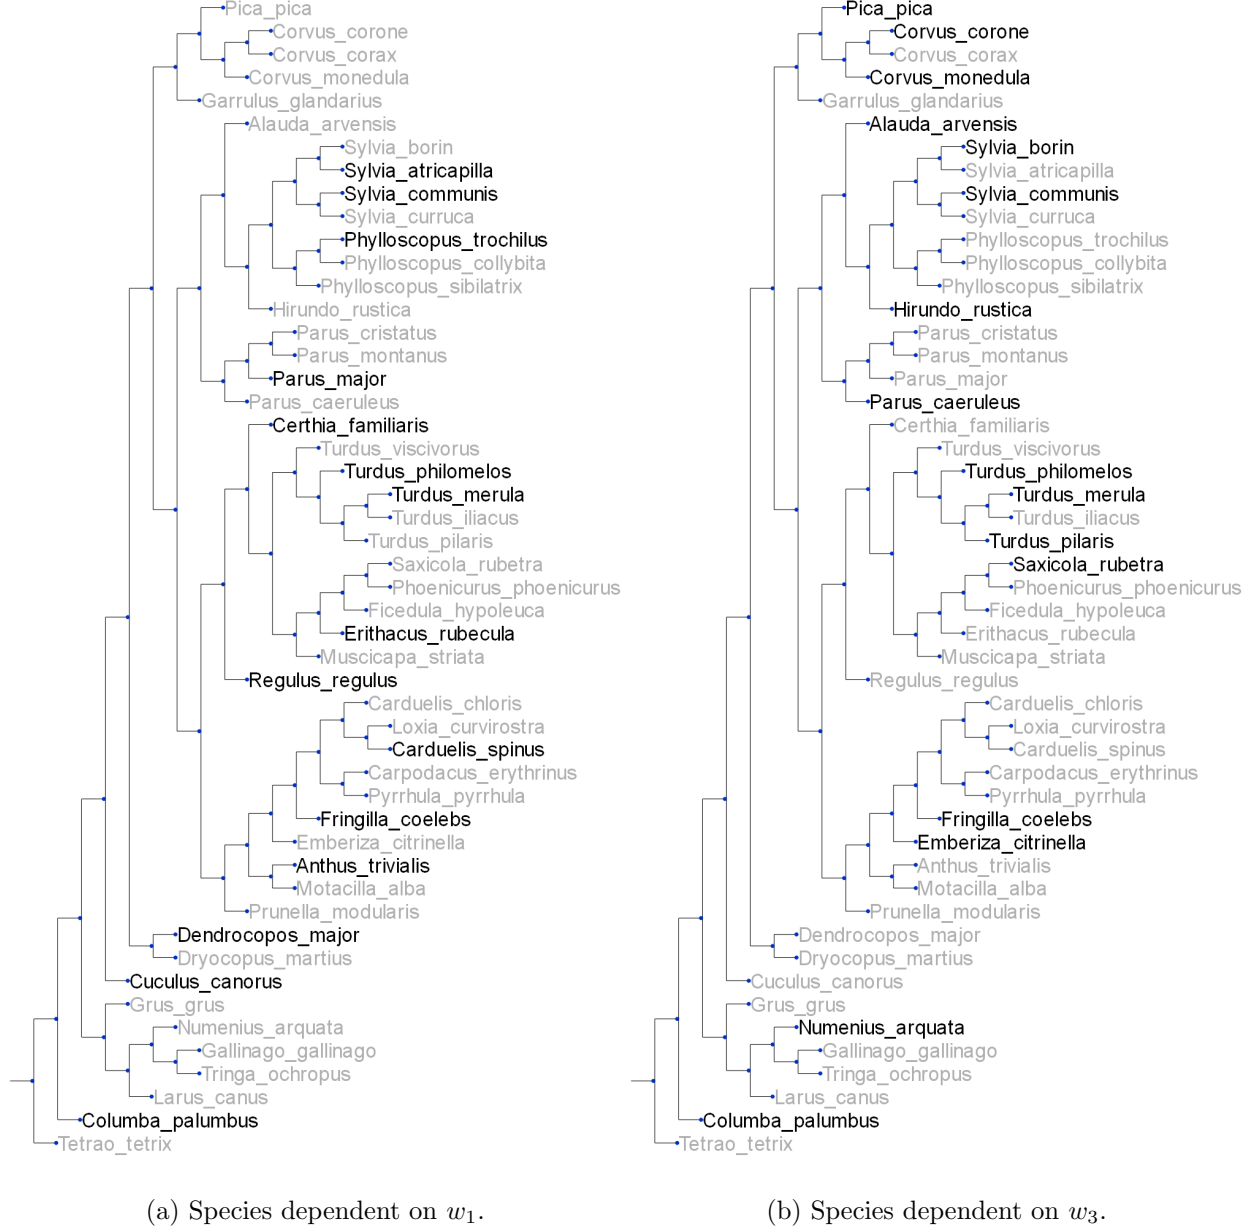 Pica_pica
Corvus_corone
Corvus_corax
Corvus_monedula
Garrulus_glandarius
Alauda_arvensis
Sylvia_borin
Sylvia_atricapilla
Sylvia_communis
Sylvia_curruca
Phylloscopus_trochilus
Phylloscopus_collybita
Phylloscopus_sibilatrix
Hirundo_rustica
Parus_cristatus
Parus_montanus
Parus_major
Parus_caeruleus
Certhia_familiaris
Turdus_viscivorus
Turdus_philomelos
Turdus_merula
Turdus_iliacus
Turdus_pilaris
Saxicola_rubetra
Phoenicurus_phoenicurus
Ficedula_hypoleuca
Erithacus_rubecula
Muscicapa_striata
Regulus_regulus
Carduelis_chloris
Loxia_curvirostra
Carduelis_spinus
Carpodacus_erythrinus
Pyrrhula_pyrrhula
Fringilla_coelebs
Emberiza_citrinella
Anthus_trivialis
Motacilla_alba
Prunella_modularis
Dendrocopos_major
Dryocopus_martius
Cuculus_canorus
Grus_grus
Numenius_arquata
Gallinago_gallinago
Tringa_ochropus
Larus_canus
Columba_palumbus
Tetrao_tetrix
(a) Species dependent on w₁.
Pica_pica
Corvus_corone
Corvus_corax
Corvus_monedula
Garrulus_glandarius
Alauda_arvensis
Sylvia_borin
Sylvia_atricapilla
Sylvia_communis
Sylvia_curruca
Phylloscopus_trochilus
Phylloscopus_collybita
Phylloscopus_sibilatrix
Hirundo_rustica
Parus_cristatus
Parus_montanus
Parus_major
Parus_caeruleus
Certhia_familiaris
Turdus_viscivorus
Turdus_philomelos
Turdus_merula
Turdus_iliacus
Turdus_pilaris
Saxicola_rubetra
Phoenicurus_phoenicurus
Ficedula_hypoleuca
Erithacus_rubecula
Muscicapa_striata
Regulus_regulus
Carduelis_chloris
Loxia_curvirostra
Carduelis_spinus
Carpodacus_erythrinus
Pyrrhula_pyrrhula
Fringilla_coelebs
Emberiza_citrinella
Anthus_trivialis
Motacilla_alba
Prunella_modularis
Dendrocopos_major
Dryocopus_martius
Cuculus_canorus
Grus_grus
Numenius_arquata
Gallinago_gallinago
Tringa_ochropus
Larus_canus
Columba_palumbus
Tetrao_tetrix
(b) Species dependent on w₃.